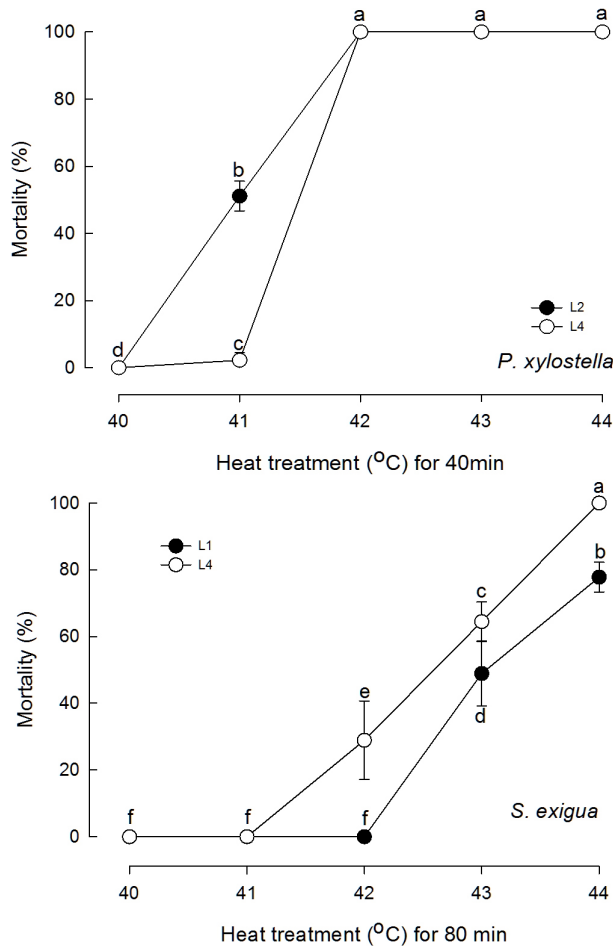 a a a
100
80
60
b
40
20
L2
L4
d c
0
P. xylostella
40 41 42 43 44
Mortality (%)
Heat treatment (oC) for 40min
a
100
L1
L4
b
80
c
60
e
40
d
20
f f f
0
S. exigua
40 41 42 43 44
Mortality (%)
Heat treatment (oC) for 80 min